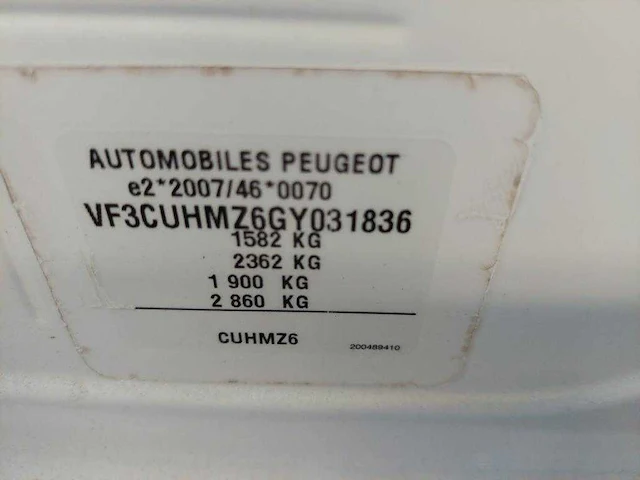 AUTOMOBILES PEUGEOT
e2*2007/46*0070
VF3CUHMZ6GY031836
1582 KG
2362 KG
1 900 KG
2 860 KG
CUHMZ6
200489410